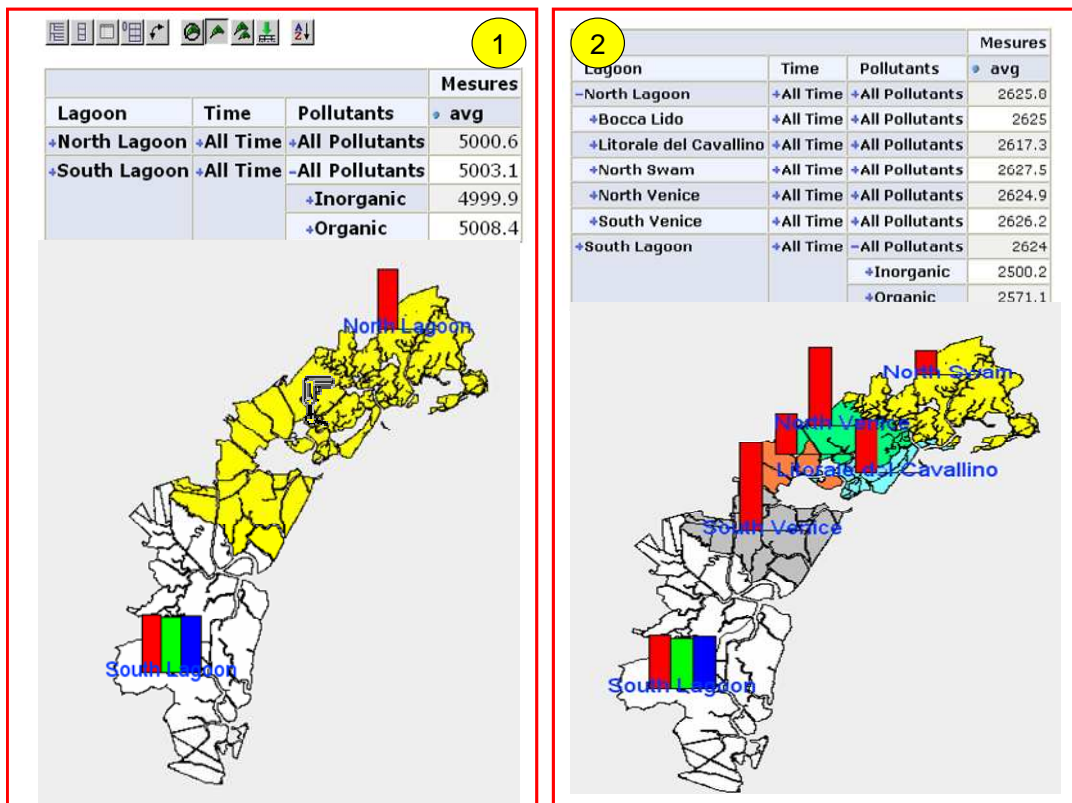 1
Mesures
Lagoon Time Pollutants avg
+North Lagoon +All Time +All Pollutants 5000.6
+South Lagoon +All Time -All Pollutants 5003.1
+Inorganic 4999.9
+Organic 5008.4
North Lagoon
South Lagoon
2
Mesures
Lagoon Time Pollutants avg
-North Lagoon +All Time +All Pollutants 2625.8
+Bocca Lido +All Time +All Pollutants 2625
+Litorale del Cavallino +All Time +All Pollutants 2617.3
+North Swam +All Time +All Pollutants 2627.5
+North Venice +All Time +All Pollutants 2624.9
+South Venice +All Time +All Pollutants 2626.2
+South Lagoon +All Time -All Pollutants 2624
+Inorganic 2500.2
+Organic 2571.1
North Swam
North Venice
Litorale del Cavallino
South Venice
South Lagoon